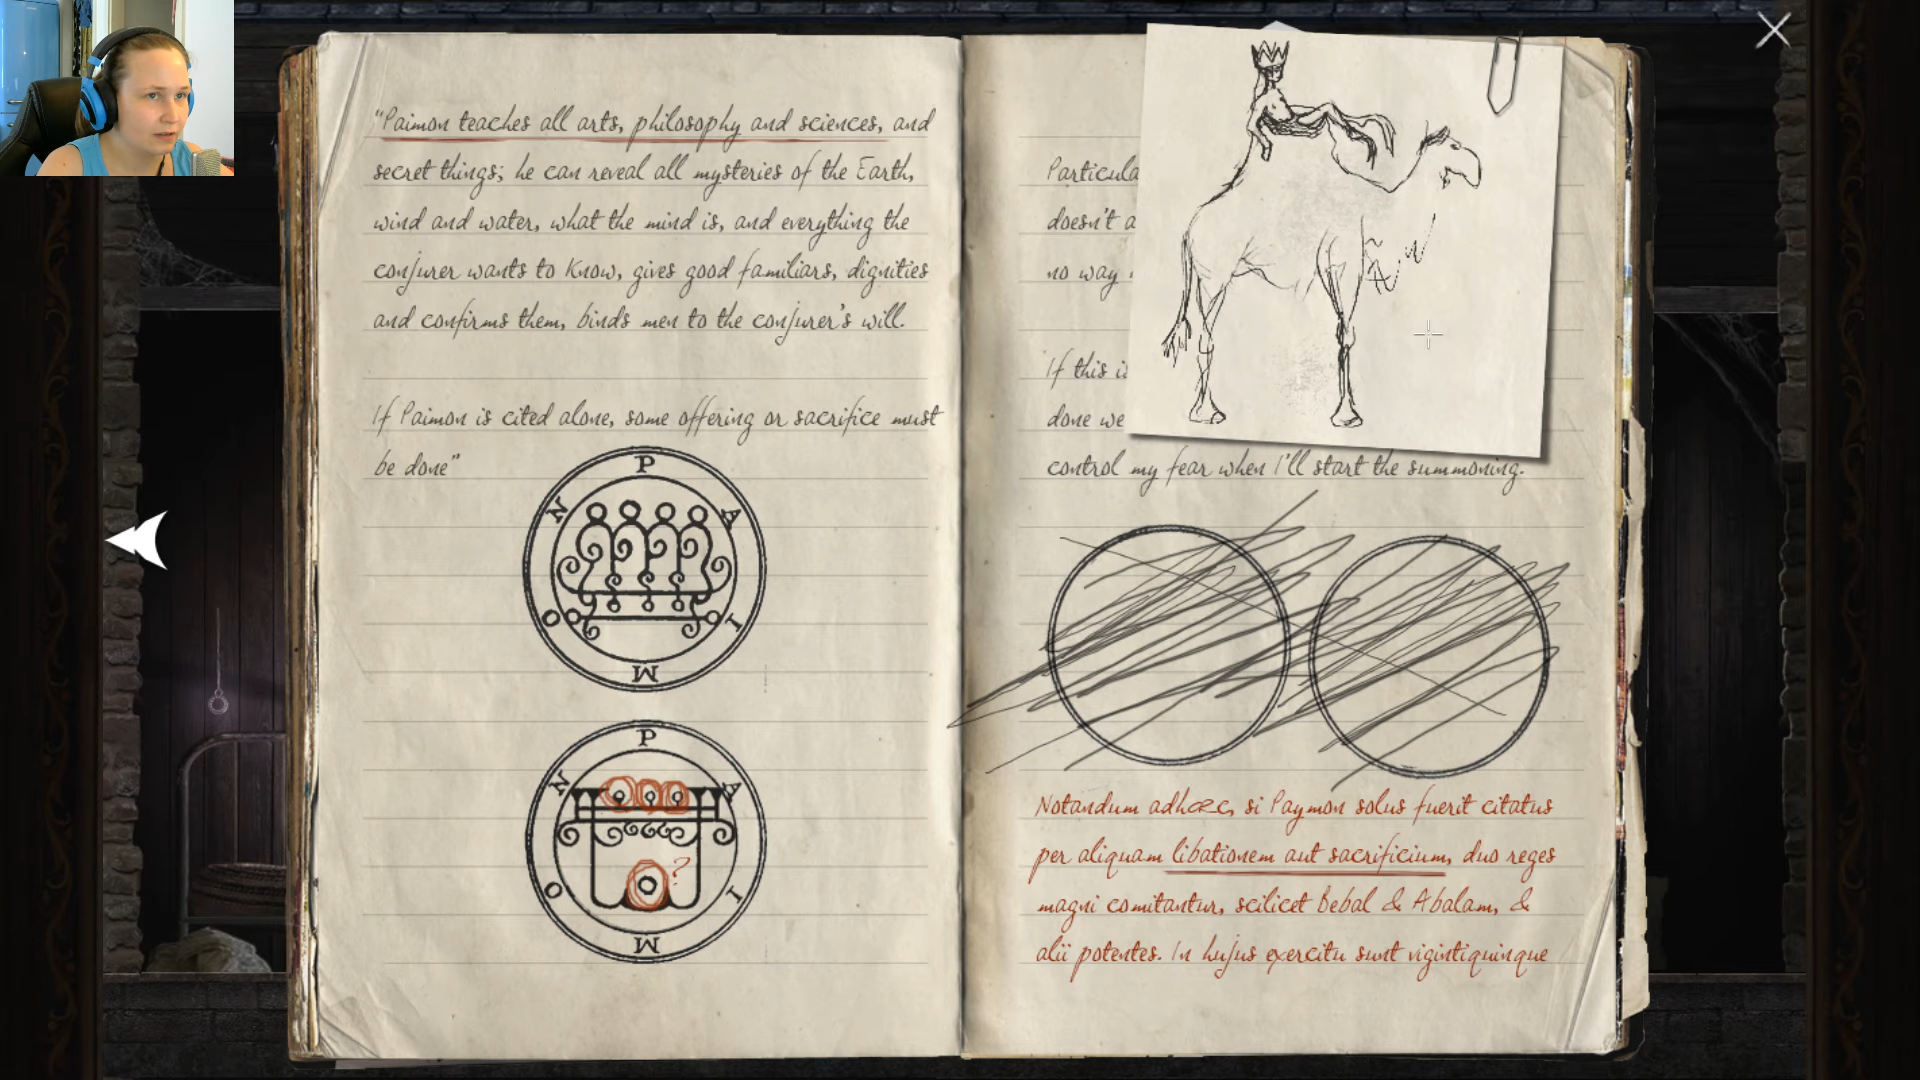 "Paimon teaches all arts, philosophy and sciences, and
secret things; he can reveal all mysteries of the Earth,
wind and water, what the mind is, and everything the
conjurer wants to know, gives good familiars, dignities
and confirms them, binds men to the conjurer's will.
If Paimon is cited alone, some offering or sacrifice must
be done"
P A I M O N
P A I M O N
?
doesn't
no way
If this
done we
control my fear when I'll start the summoning.
Notandum adhæc, si Paymon solus fuerit citatus
per aliquam libationem aut sacrificium, duo reges
magni comitantur, scilicet Bebal & Abalam, &
alii potentes. In hujus exercitu sunt vigintiquinque